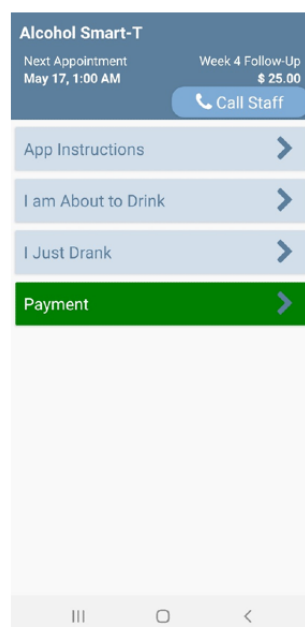 Alcohol Smart-T
Next Appointment
May 17, 1:00 AM
Week 4 Follow-Up
$ 25.00
Call Staff
App Instructions
I am About to Drink
I Just Drank
Payment